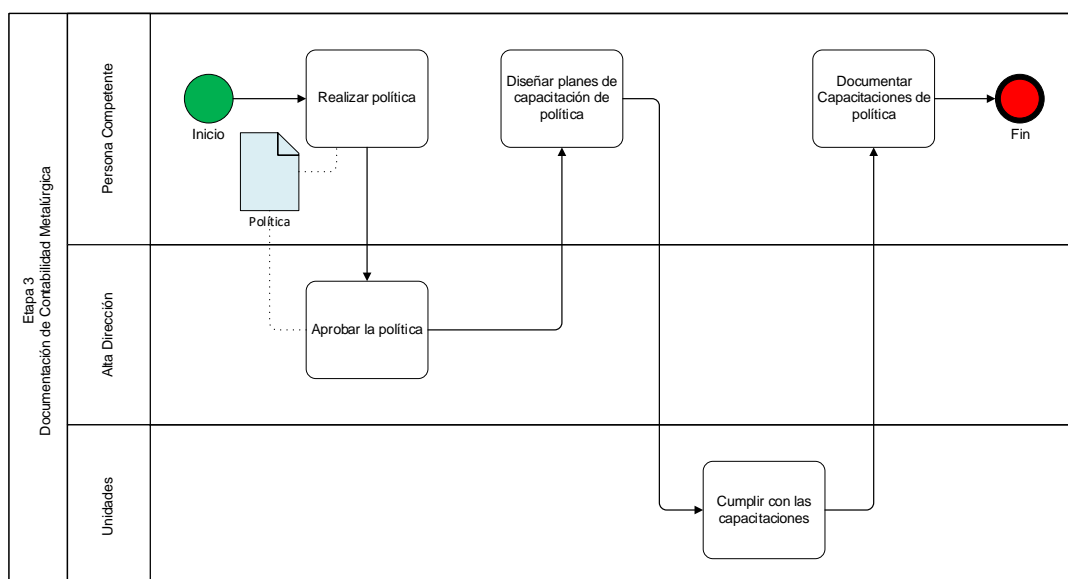 Etapa 3
Documentación de Contabilidad Metalúrgica
Persona Competente
Inicio
Realizar política
Política
Diseñar planes de
capacitación de
política
Documentar
Capacitaciones de
política
Fin
Alta Dirección
Aprobar la política
Unidades
Cumplir con las
capacitaciones